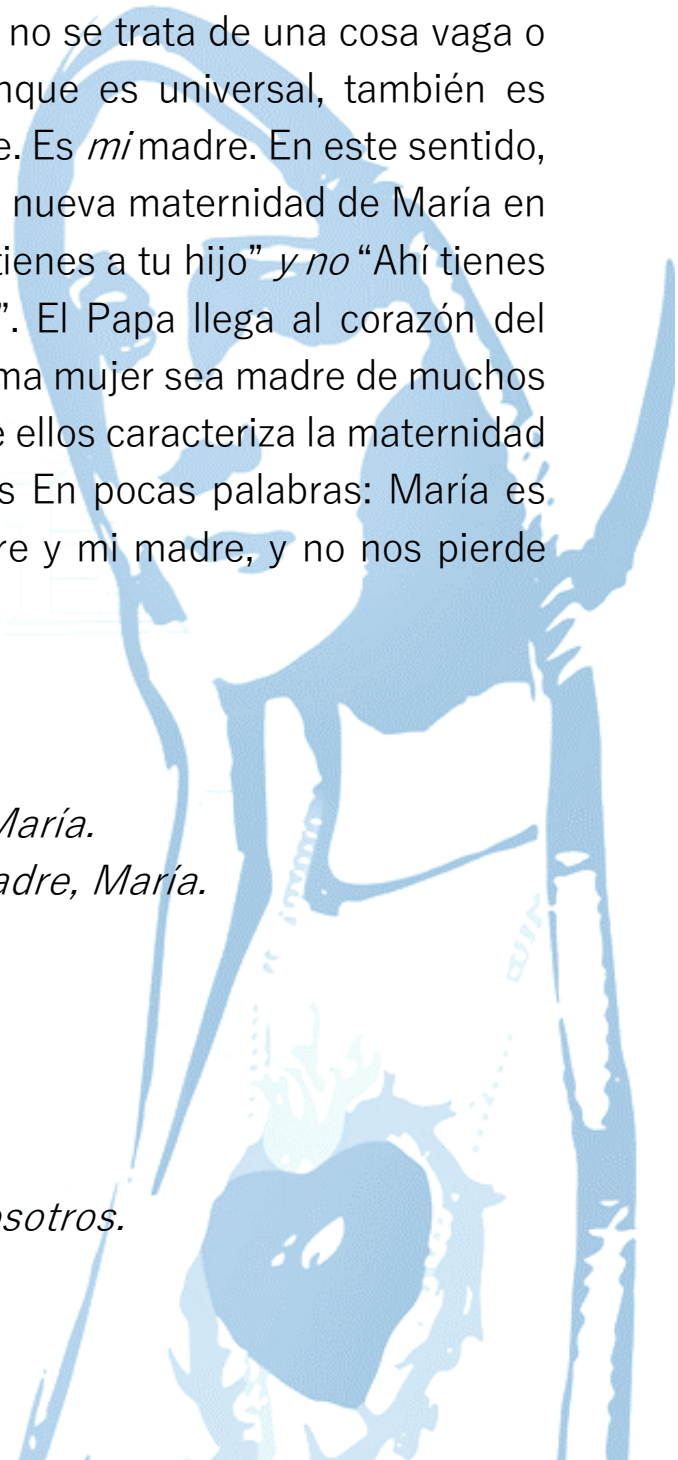 no se trata de una cosa vaga o
nque es universal, también es
e. Es mi madre. En este sentido,
nueva maternidad de María en
tienes a tu hijo” y no “Ahí tienes
”. El Papa llega al corazón del
ma mujer sea madre de muchos
e ellos caracteriza la maternidad
s En pocas palabras: María es
re y mi madre, y no nos pierde
María.
adre, María.
osotros.